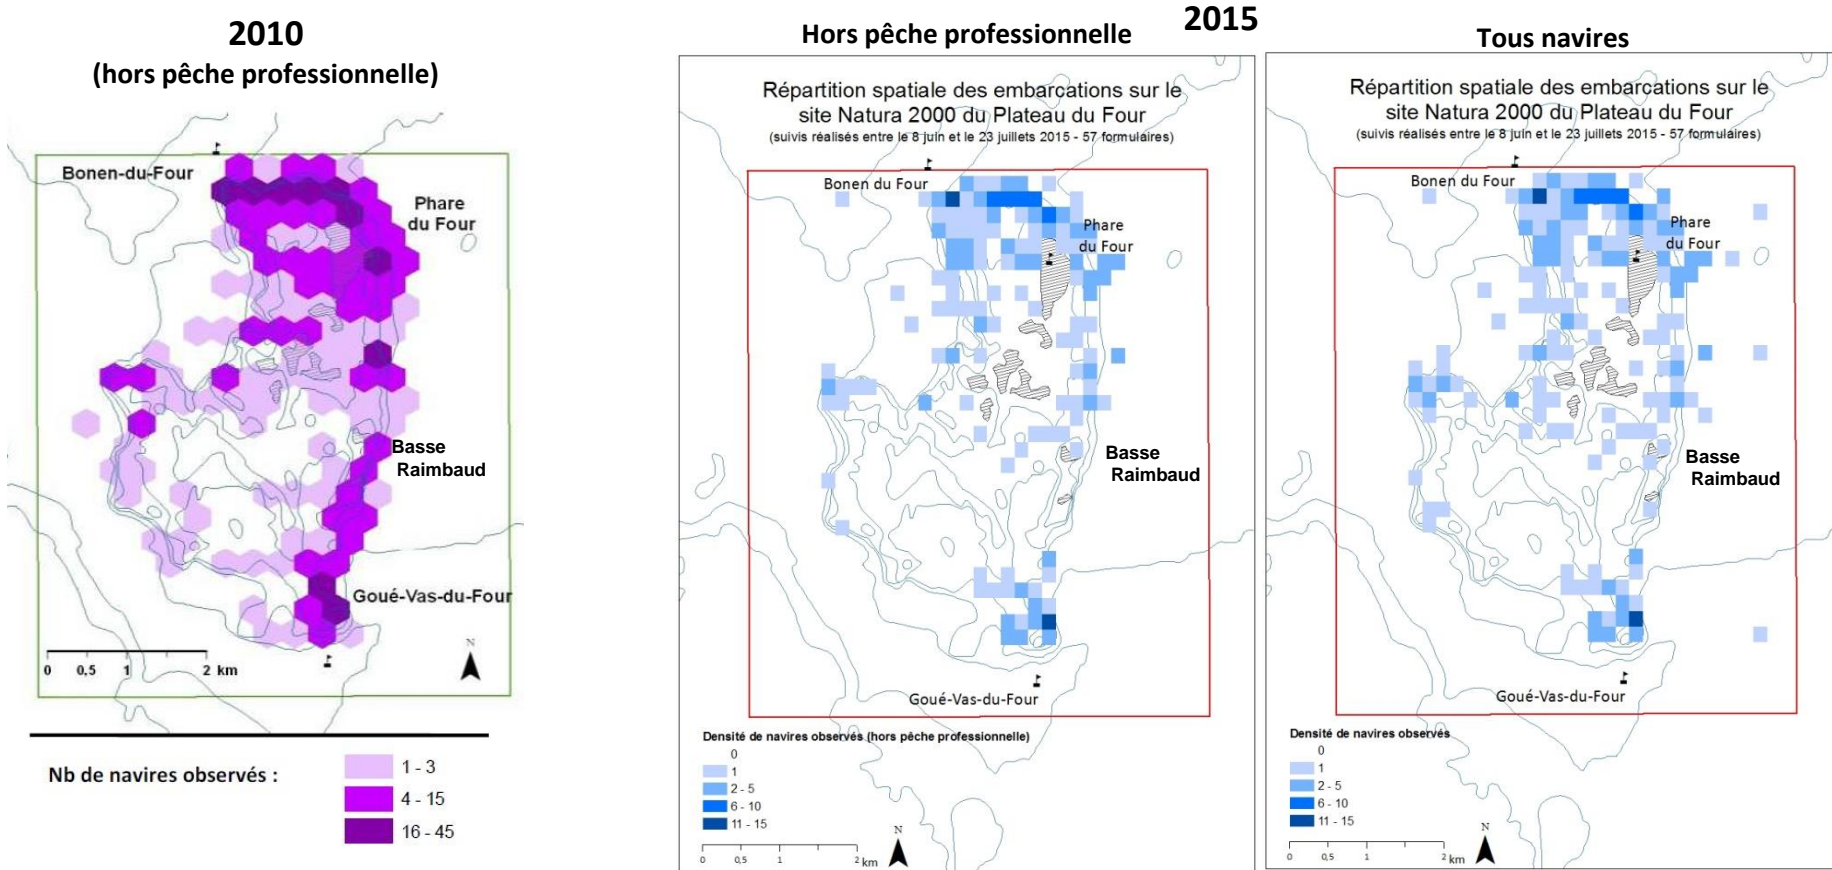 2010
(hors pêche professionnelle)
Bonen-du-Four
Phare
du Four
Basse
Raimbaud
Goué-Vas-du-Four
N
0 0,5 1 2 km
Nb de navires observés :
1 - 3
4 - 15
16 - 45
2015
Hors pêche professionnelle
Répartition spatiale des embarcations sur le
site Natura 2000 du Plateau du Four
(suivis réalisés entre le 8 juin et le 23 juillets 2015 - 57 formulaires)
Bonen du Four
Phare
du Four
Basse
Raimbaud
Goué-Vas-du-Four
Densité de navires observés (hors pêche professionnelle)
0
1
2 - 5
6 - 10
11 - 15
N
0 0,5 1 2 km
Tous navires
Répartition spatiale des embarcations sur le
site Natura 2000 du Plateau du Four
(suivis réalisés entre le 8 juin et le 23 juillets 2015 - 57 formulaires)
Bonen du Four
Phare
du Four
Basse
Raimbaud
Goué-Vas-du-Four
Densité de navires observés
0
1
2 - 5
6 - 10
11 - 15
N
0 0,5 1 2 km